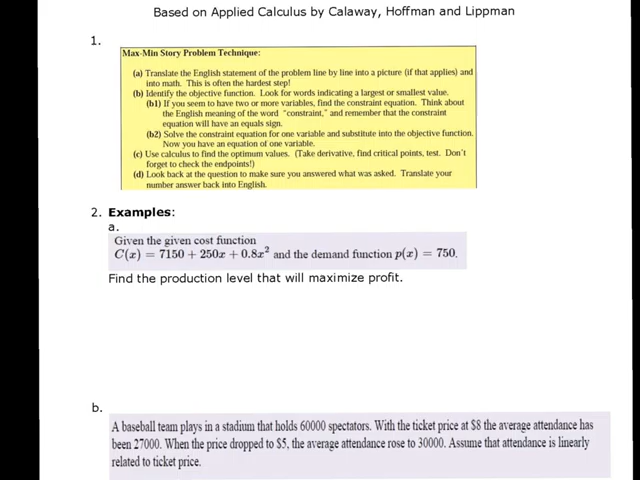 Based on Applied Calculus by Calaway, Hoffman and Lippman
1.
Max-Min Story Problem Technique:
(a) Translate the English statement of the problem line by line into a picture (if that applies) and
into math. This is often the hardest step!
(b) Identify the objective function. Look for words indicating a largest or smallest value.
(b1) If you seem to have two or more variables, find the constraint equation. Think about
the English meaning of the word “constraint,” and remember that the constraint
equation will have an equals sign.
(b2) Solve the constraint equation for one variable and substitute into the objective function.
Now you have an equation of one variable.
(c) Use calculus to find the optimum values. (Take derivative, find critical points, test. Don’t
forget to check the endpoints!)
(d) Look back at the question to make sure you answered what was asked. Translate your
number answer back into English.
2. Examples:
a.
Given the given cost function
C(x) = 7150 + 250x + 0.8x² and the demand function p(x) = 750.
Find the production level that will maximize profit.
b.
A baseball team plays in a stadium that holds 60000 spectators. With the ticket price at $8 the average attendance has
been 27000. When the price dropped to $5, the average attendance rose to 30000. Assume that attendance is linearly
related to ticket price.